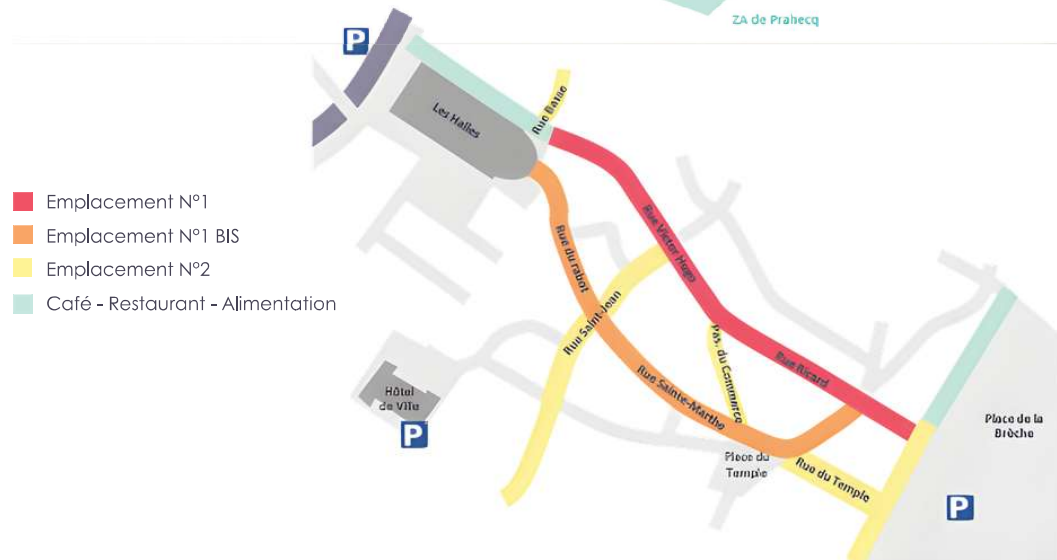 ZA de Prahecq
P
Les Halles
Rue Basse
Emplacement N°1
Emplacement N°1 BIS
Emplacement N°2
Café - Restaurant - Alimentation
Rue Victor Hugo
Rue du rabot
Rue Saint-Jean
Pas. du Commerce
Rue Ricard
Rue Sainte-Marthe
Hôtel
de Ville
P
Place de la
Brèche
Place du
Temple
Rue du Temple
P